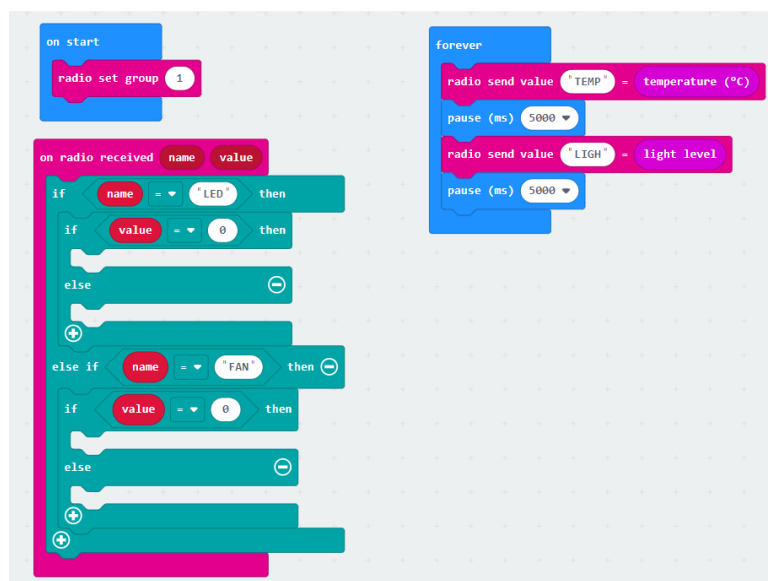 on start
radio set group 1
on radio received name value
if name = "LED" then
if value = 0 then
else
else if name = "FAN" then
if value = 0 then
else
forever
radio send value "TEMP" = temperature (°C)
pause (ms) 5000
radio send value "LIGH" = light level
pause (ms) 5000